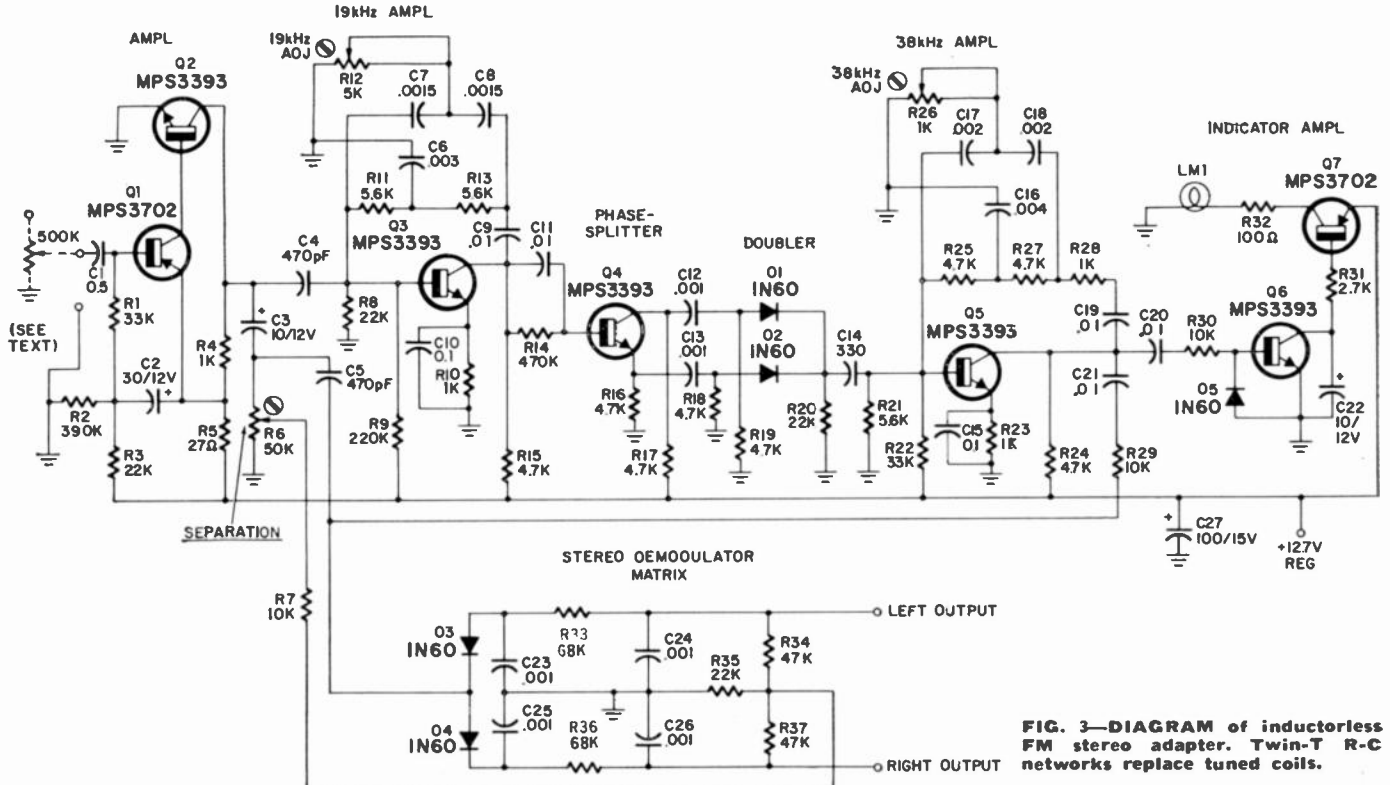 19kHz AMPL
AMPL
Q2
MPS3393
19kHz
AOJ
R12
5K
C7
.0015
C8
.0015
C6
.003
R11
5.6K
R13
5.6K
Q1
MPS3702
500K
C1
0.5
(SEE
TEXT)
R1
33K
C2
30/12V
R2
390K
R3
22K
R4
1K
R5
27Ω
C3
10/12V
C4
470pF
C5
470pF
R6
50K
SEPARATION
R7
10K
R8
22K
R9
220K
Q3
MPS3393
C10
0.1
R10
1K
C9
.01
C11
.01
R14
470K
R15
4.7K
PHASE-
SPLITTER
Q4
MPS3393
R16
4.7K
R17
4.7K
C12
.001
C13
.001
R18
4.7K
R19
4.7K
DOUBLER
D1
1N60
D2
1N60
C14
330
R20
22K
R21
5.6K
38kHz AMPL
38kHz
AOJ
R26
1K
C17
.002
C18
.002
C16
.004
R25
4.7K
R27
4.7K
R28
1K
Q5
MPS3393
R22
33K
C15
0.1
R23
1K
R24
4.7K
C19
.01
C20
.01
C21
.01
R29
10K
R30
10K
INDICATOR AMPL
LM1
R32
100Ω
Q7
MPS3702
R31
2.7K
Q6
MPS3393
D5
1N60
C22
10/
12V
C27
100/15V
+12.7V
REG
STEREO DEMODULATOR
MATRIX
D3
1N60
D4
1N60
C23
.001
C25
.001
R33
68K
R36
68K
C24
.001
C26
.001
R35
22K
R34
47K
R37
47K
LEFT OUTPUT
RIGHT OUTPUT
FIG. 3—DIAGRAM of inductorless
FM stereo adapter. Twin-T R-C
networks replace tuned coils.